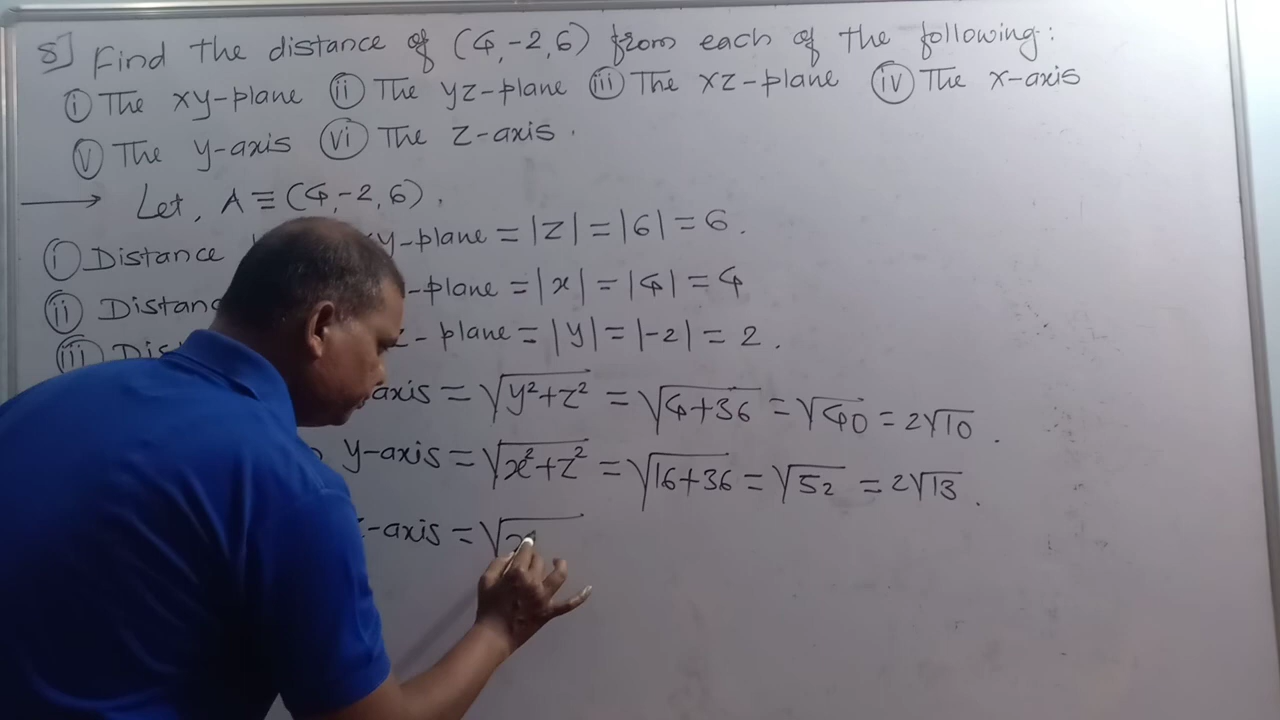 8] Find the distance of (4,-2,6) from each of the following:
(i) The xy-plane (ii) The yz-plane (iii) The xz-plane (iv) The x-axis
(v) The y-axis (vi) The z-axis.
→ Let, A≡(4,-2,6).
(i) Distance xy-plane = |z| = |6| = 6.
(ii) Distanc -plane = |x| = |4| = 4
(iii) Dis - plane = |y| = |-2| = 2.
axis = √(y²+z²) = √(4+36) = √40 = 2√10.
y-axis = √(x²+z²) = √(16+36) = √52 = 2√13.
z-axis = √x